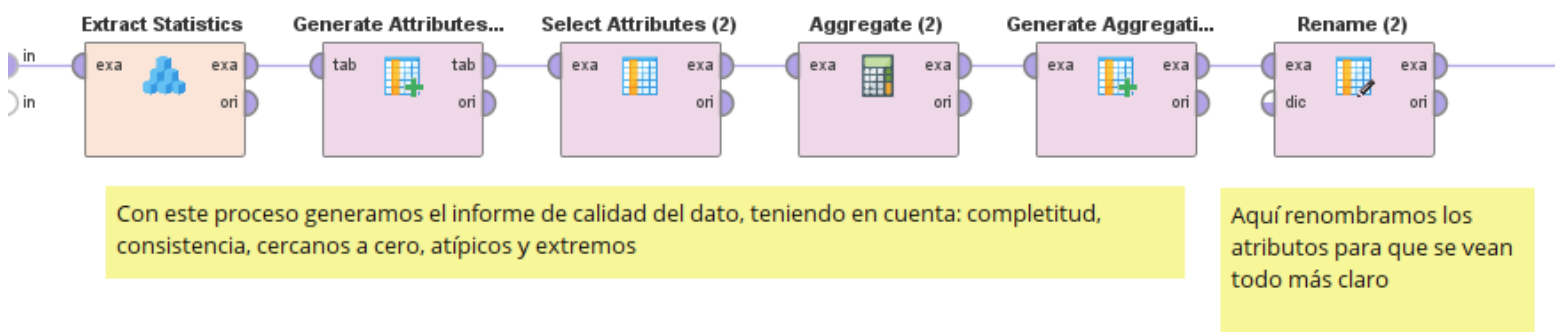 Extract Statistics
Generate Attributes...
Select Attributes (2)
Aggregate (2)
Generate Aggregati...
Rename (2)
in
in
exa exa
ori
tab tab
ori
exa exa
ori
exa exa
ori
exa exa
ori
exa exa
dic ori
Con este proceso generamos el informe de calidad del dato, teniendo en cuenta: completitud,
consistencia, cercanos a cero, atípicos y extremos
Aquí renombramos los
atributos para que se vean
todo más claro